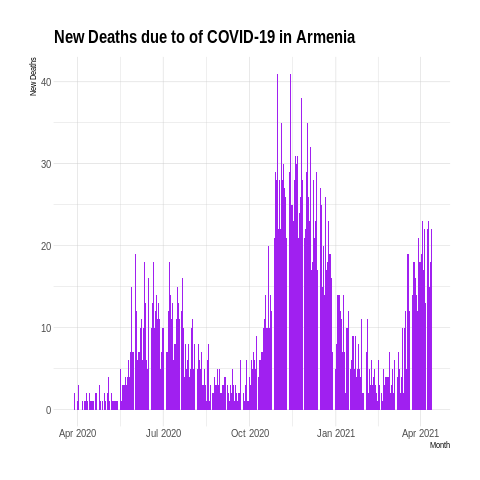 New Deaths due to of COVID-19 in Armenia
New Deaths
40
30
20
10
0
Apr 2020 Jul 2020 Oct 2020 Jan 2021 Apr 2021
Month